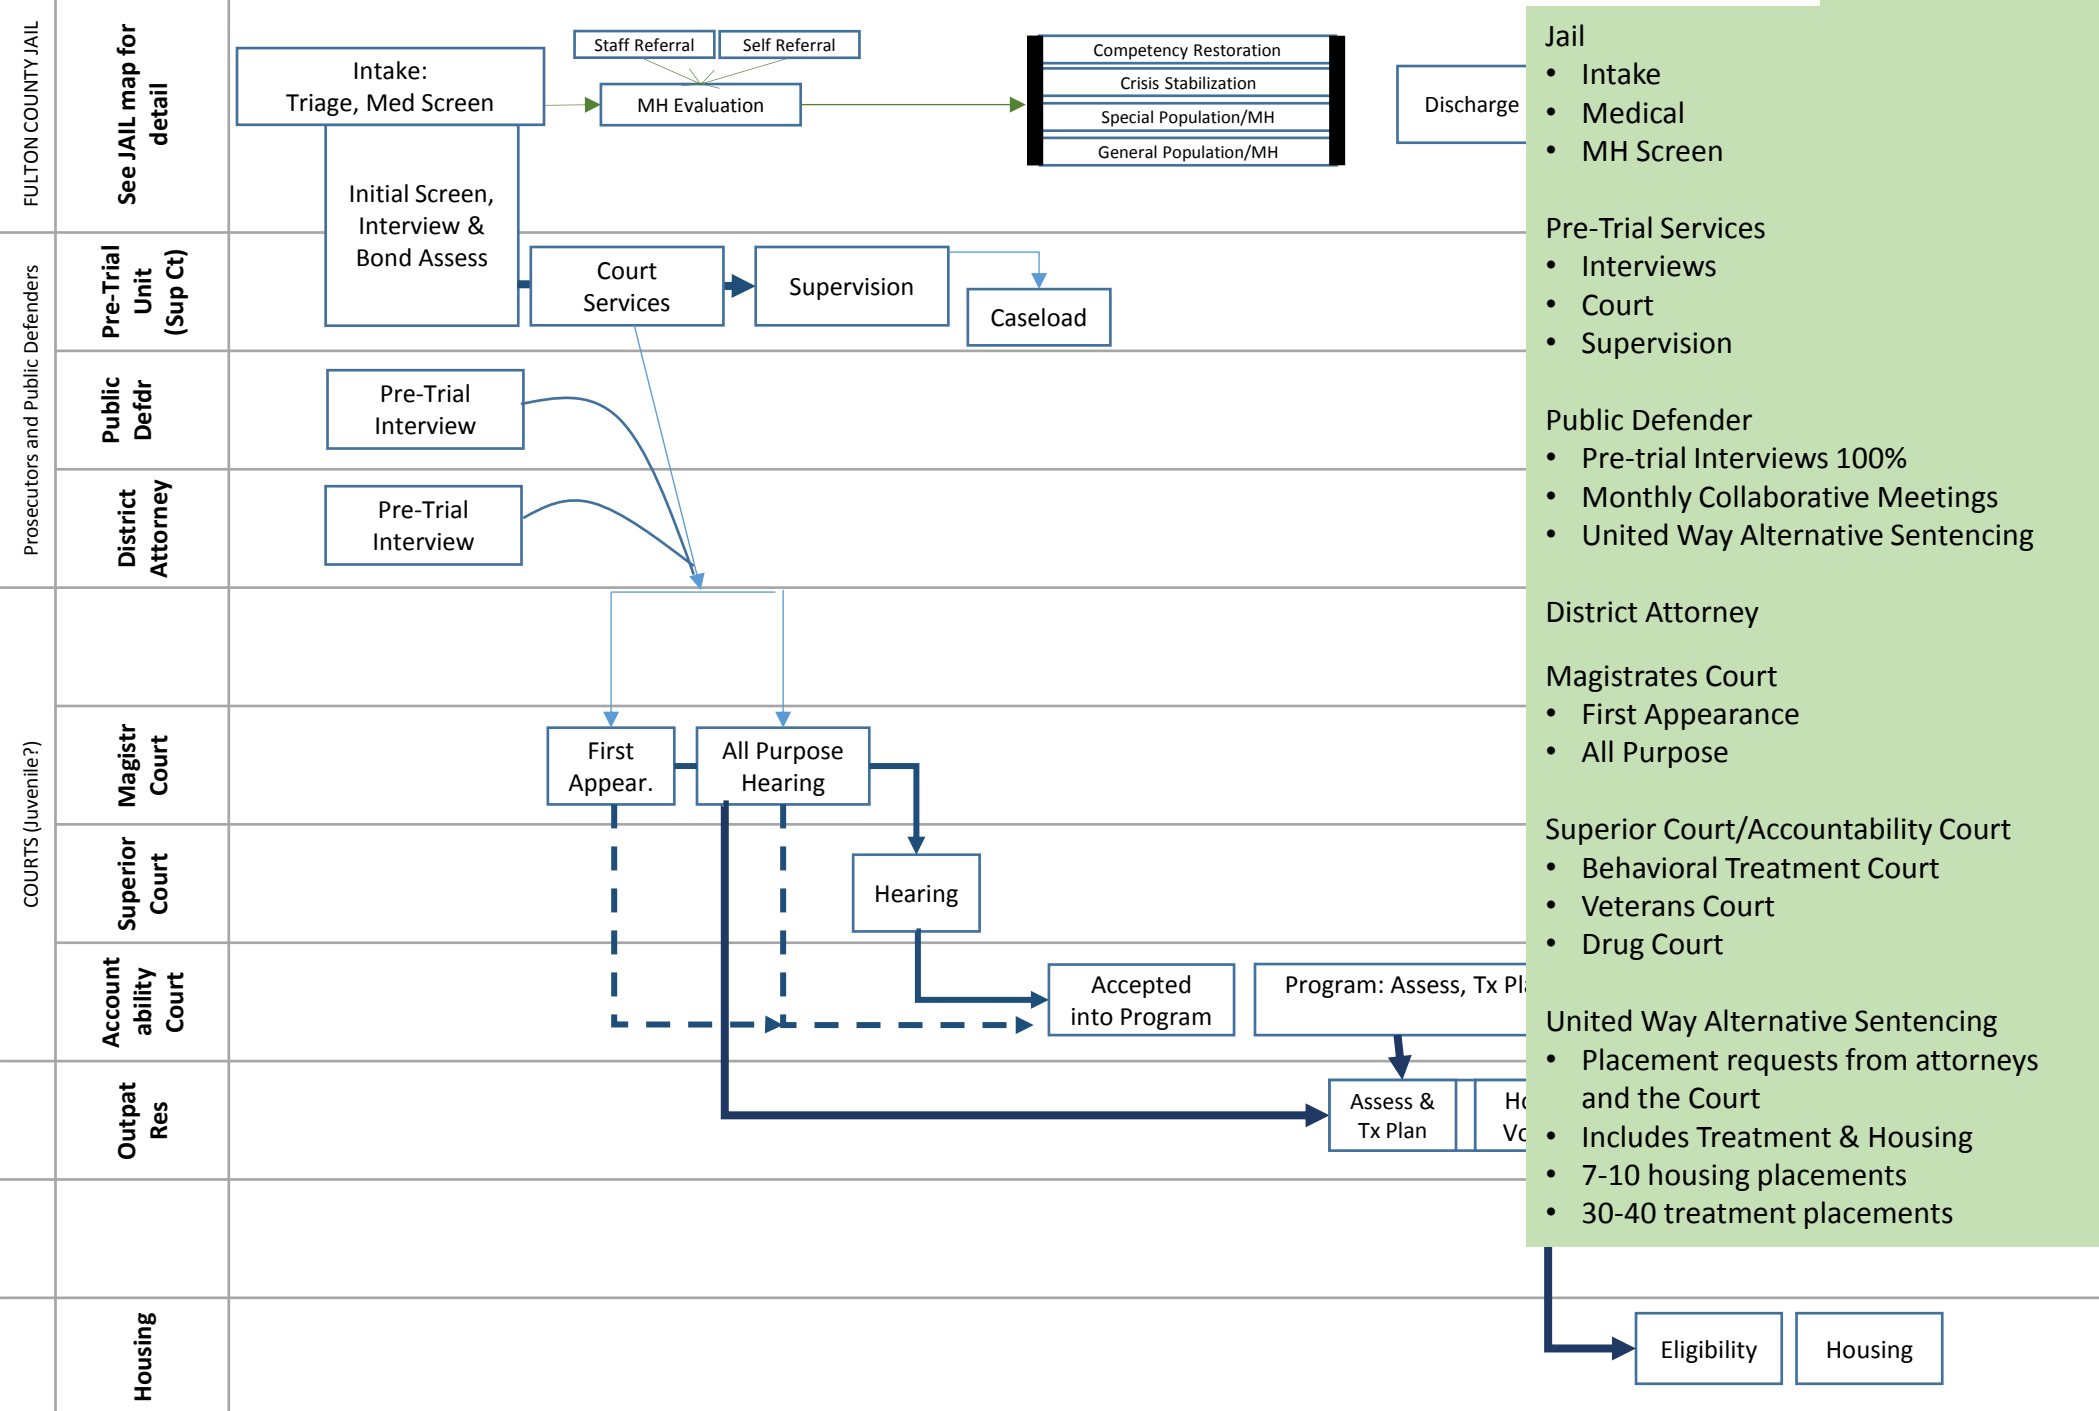 FULTON COUNTY JAIL
See JAIL map for
detail
Intake:
Triage, Med Screen
Staff Referral
Self Referral
MH Evaluation
Competency Restoration
Crisis Stabilization
Special Population/MH
General Population/MH
Discharge
Initial Screen,
Interview &
Bond Assess
Prosecutors and Public Defenders
Pre-Trial
Unit
(Sup Ct)
Court
Services
Supervision
Caseload
Public
Defdr
Pre-Trial
Interview
District
Attorney
Pre-Trial
Interview
COURTS (Juvenile?)
Magistr
Court
First
Appear.
All Purpose
Hearing
Superior
Court
Hearing
Account
ability
Court
Accepted
into Program
Program: Assess, Tx
Outpat
Res
Assess &
Tx Plan
Housing
Eligibility
Housing
Jail
• Intake
• Medical
• MH Screen
Pre-Trial Services
• Interviews
• Court
• Supervision
Public Defender
• Pre-trial Interviews 100%
• Monthly Collaborative Meetings
• United Way Alternative Sentencing
District Attorney
Magistrates Court
• First Appearance
• All Purpose
Superior Court/Accountability Court
• Behavioral Treatment Court
• Veterans Court
• Drug Court
United Way Alternative Sentencing
• Placement requests from attorneys
and the Court
• Includes Treatment & Housing
• 7-10 housing placements
• 30-40 treatment placements